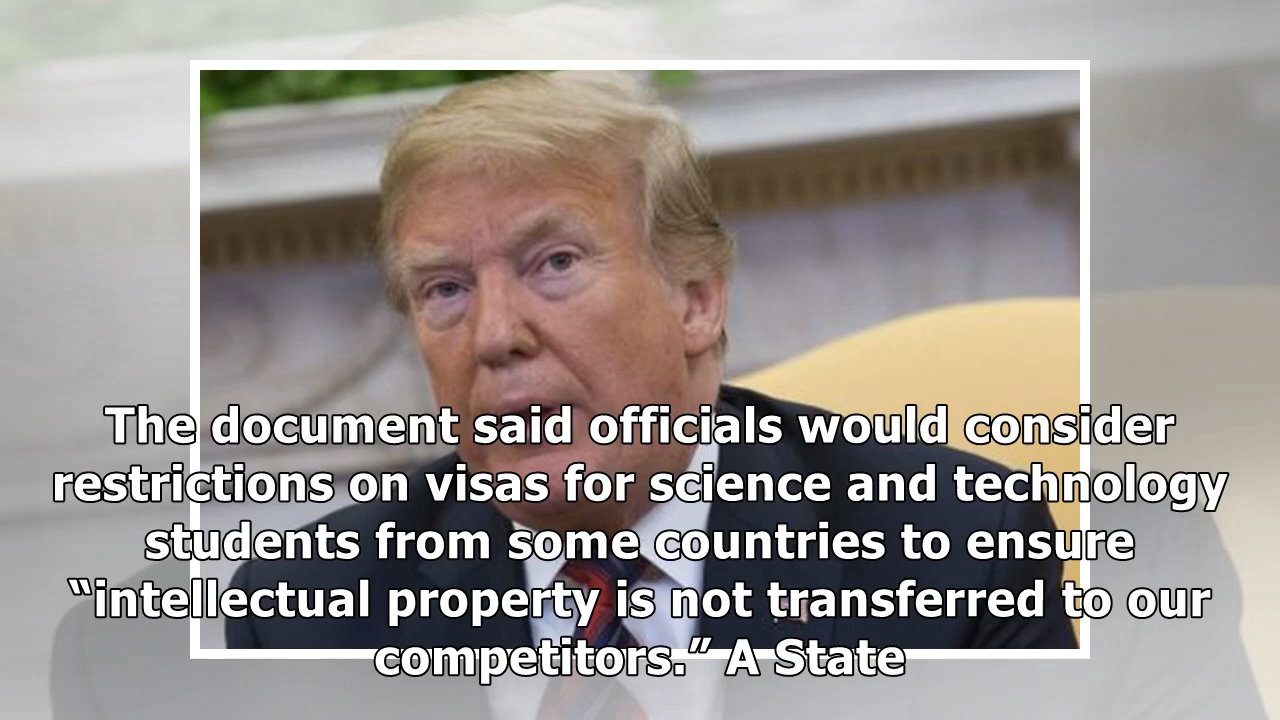 The document said officials would consider
restrictions on visas for science and technology
students from some countries to ensure
“intellectual property is not transferred to our
competitors.” A State